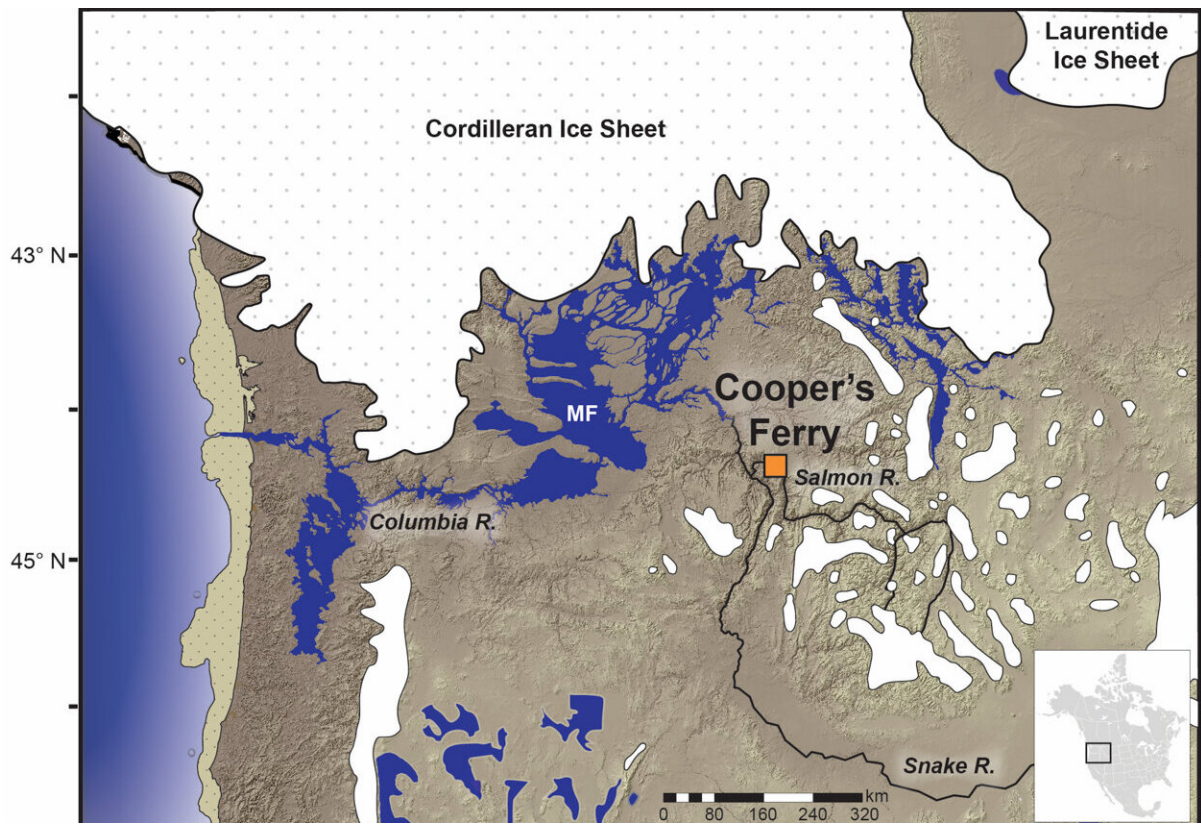 Laurentide
Ice Sheet
Cordilleran Ice Sheet
43° N
Cooper's
Ferry
MF
Salmon R.
Columbia R.
45° N
Snake R.
km
0 80 160 240 320